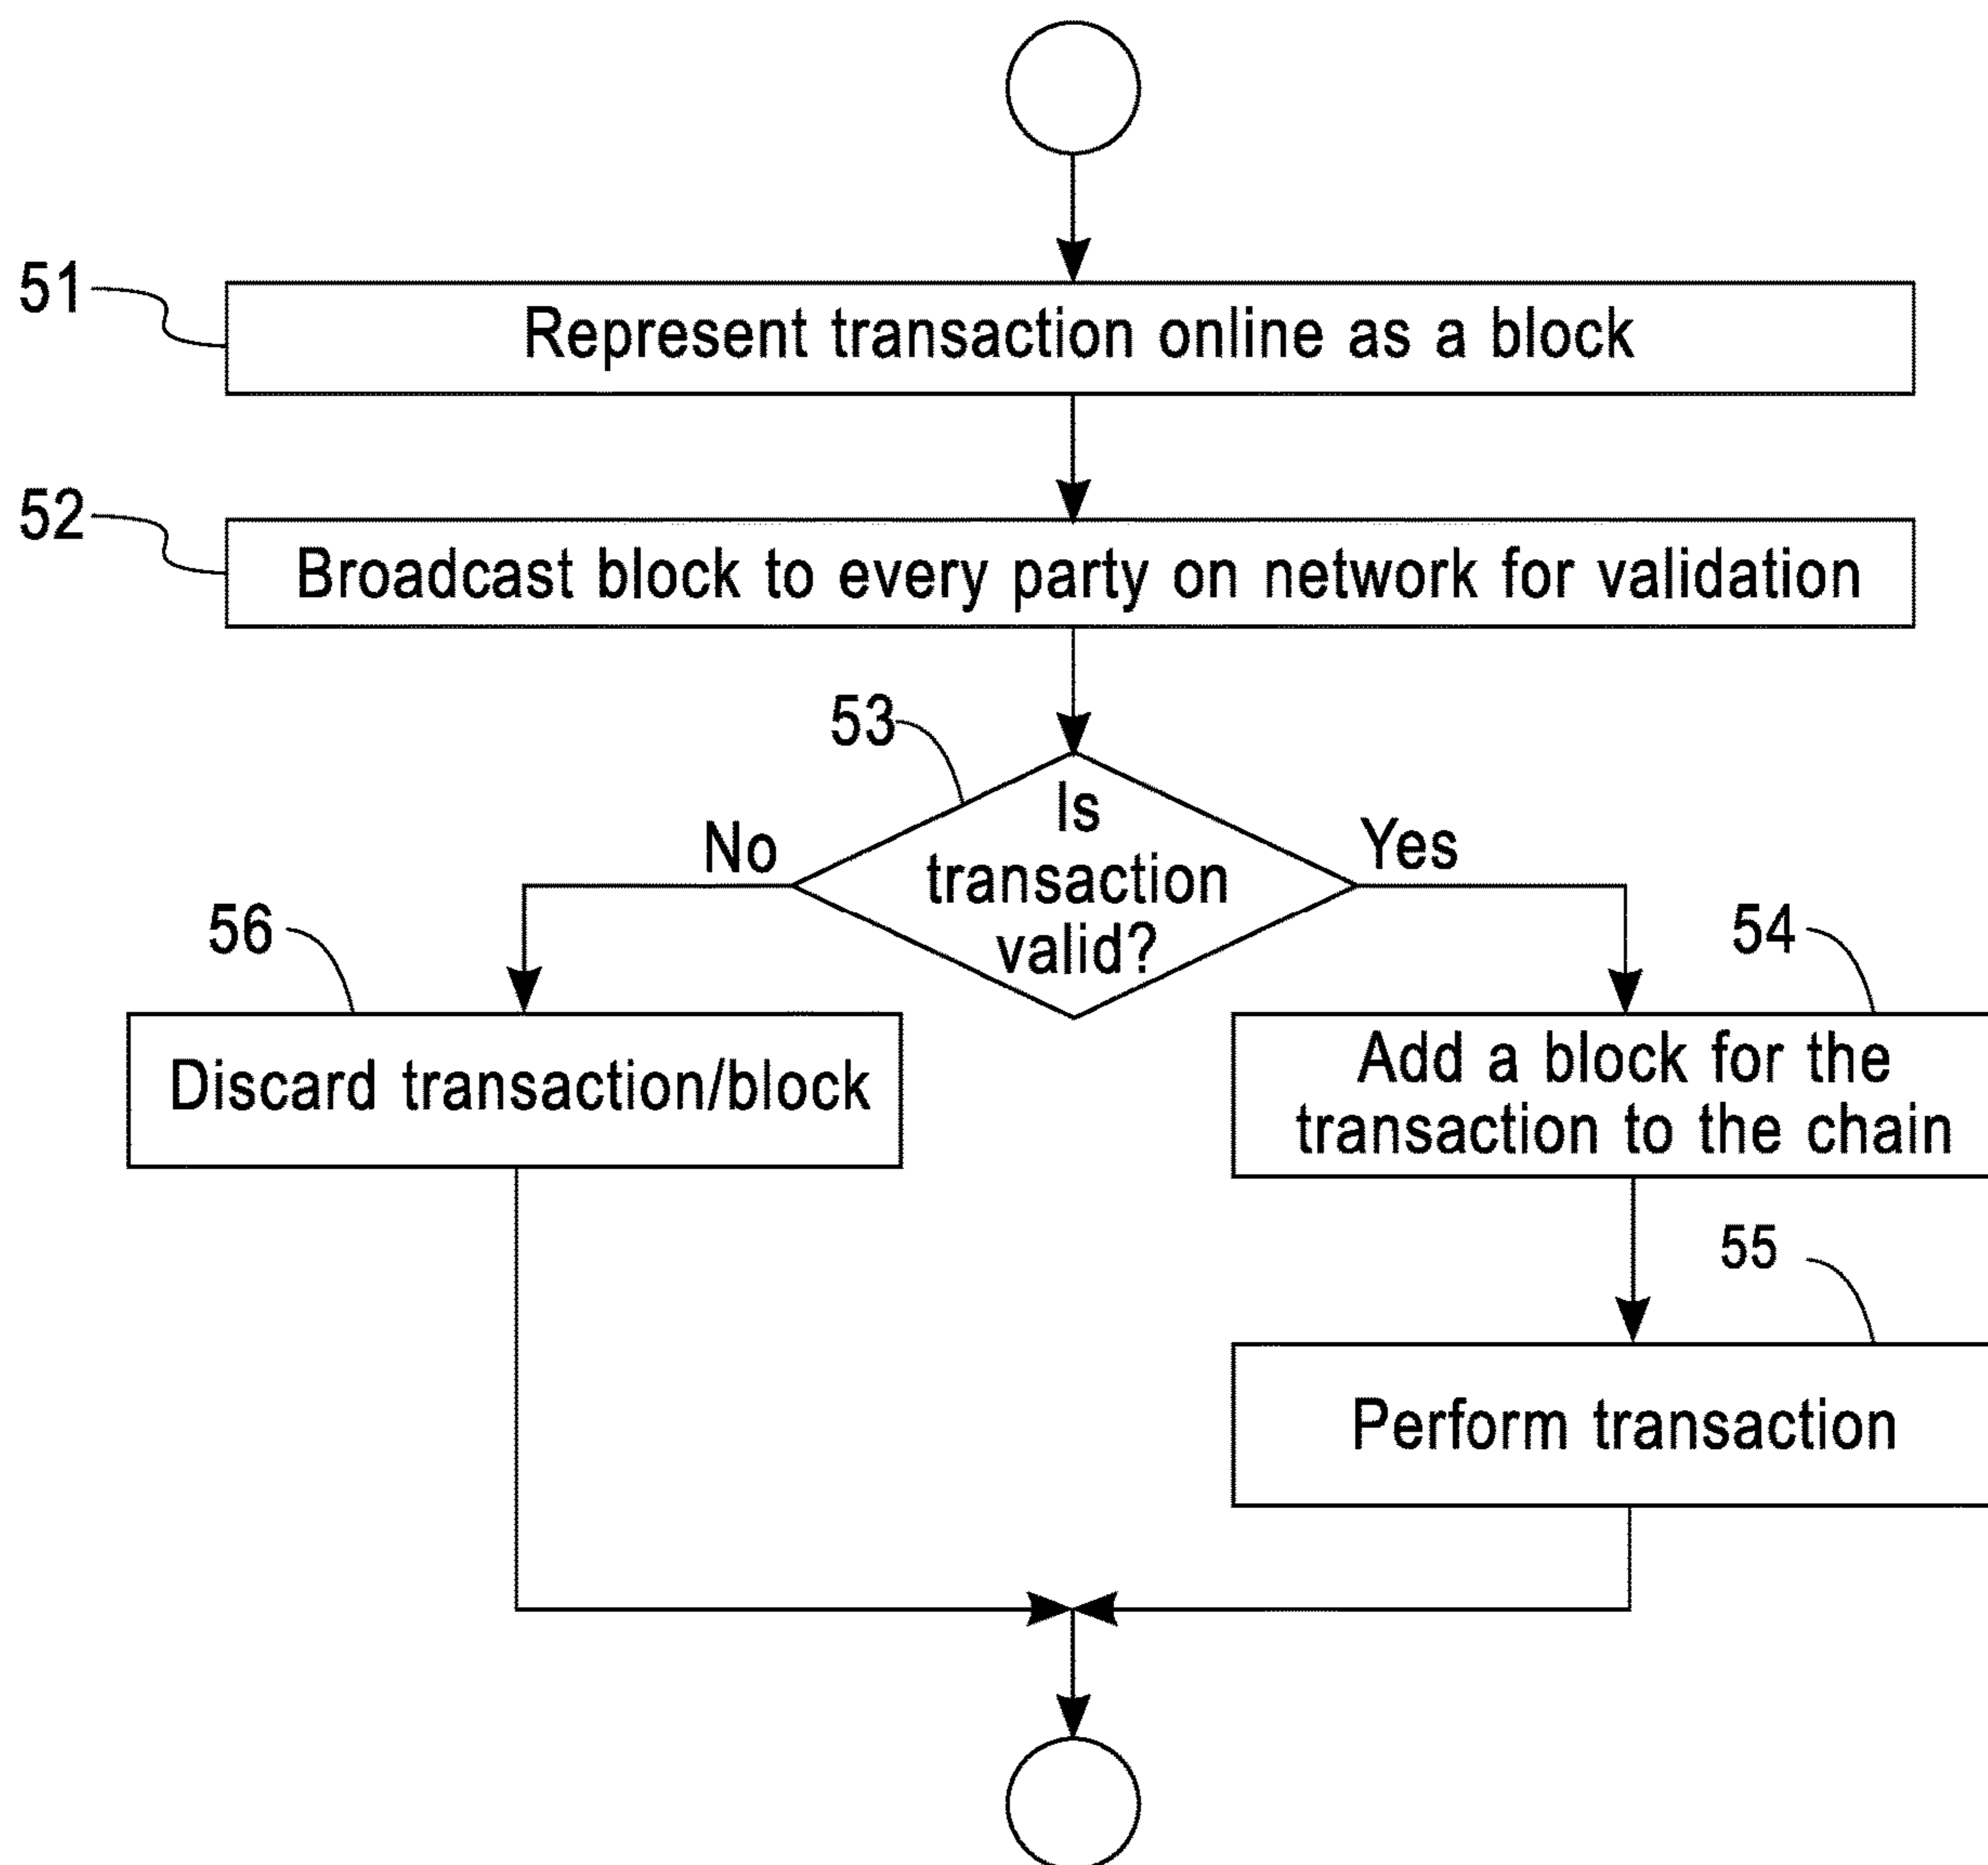 51
Represent transaction online as a block
52
Broadcast block to every party on network for validation
53
Is
transaction
valid?
No
Yes
56
Discard transaction/block
54
Add a block for the
transaction to the chain
55
Perform transaction